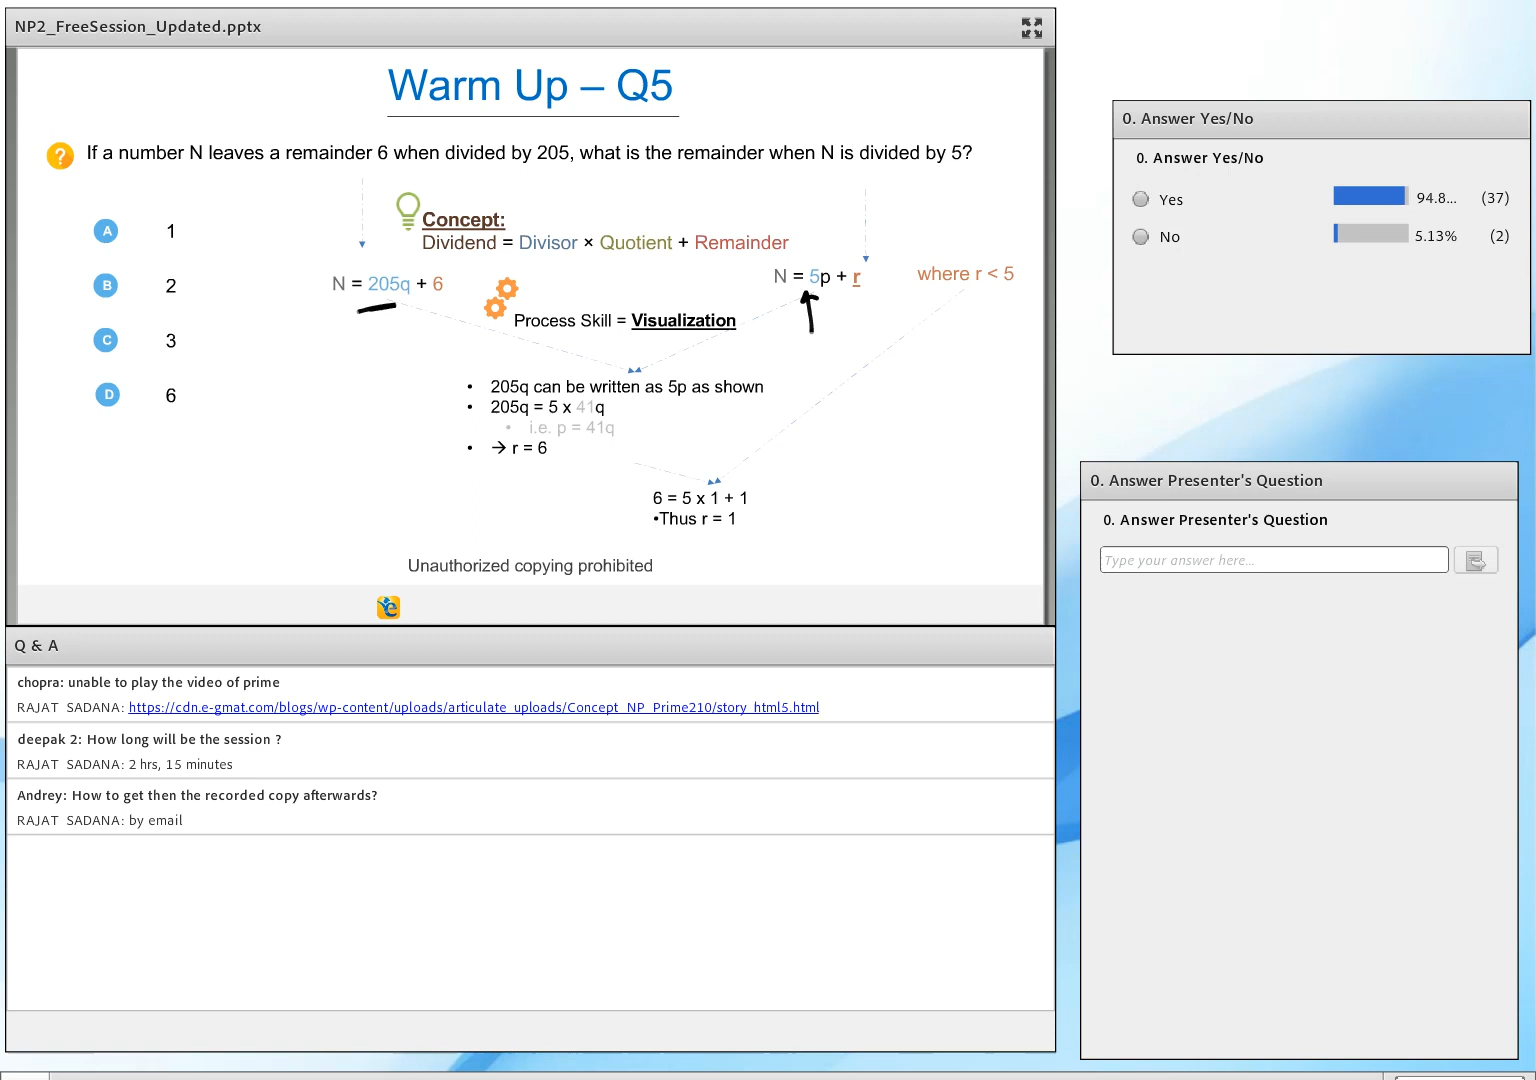 NP2_FreeSession_Updated.pptx
Warm Up – Q5
?
If a number N leaves a remainder 6 when divided by 205, what is the remainder when N is divided by 5?
A 1
B 2
C 3
D 6
Concept:
Dividend = Divisor × Quotient + Remainder
N = 205q + 6
N = 5p + r
where r < 5
Process Skill = Visualization
• 205q can be written as 5p as shown
• 205q = 5 x 41q
• i.e. p = 41q
• → r = 6
6 = 5 x 1 + 1
•Thus r = 1
Unauthorized copying prohibited
e
Q & A
chopra: unable to play the video of prime
RAJAT SADANA: https://cdn.e-gmat.com/blogs/wp-content/uploads/articulate_uploads/Concept_NP_Prime210/story_html5.html
deepak 2: How long will be the session ?
RAJAT SADANA: 2 hrs, 15 minutes
Andrey: How to get then the recorded copy afterwards?
RAJAT SADANA: by email
0. Answer Yes/No
0. Answer Yes/No
Yes 94.8... (37)
No 5.13% (2)
0. Answer Presenter's Question
0. Answer Presenter's Question
Type your answer here...